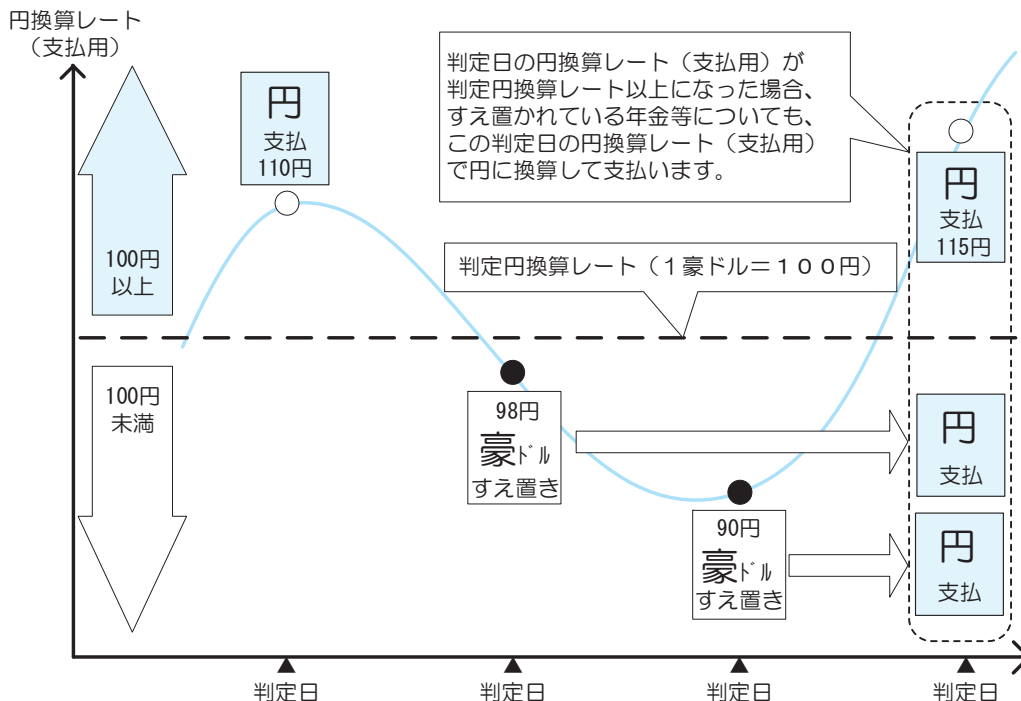 円換算レート
（支払用）
円
支払
110円
判定日の円換算レート（支払用）が
判定円換算レート以上になった場合、
すえ置かれている年金等についても、
この判定日の円換算レート（支払用）
で円に換算して支払います。
円
支払
115円
100円
以上
判定円換算レート（１豪ドル＝１００円）
100円
未満
98円
豪ﾄﾞﾙ
すえ置き
円
支払
90円
豪ﾄﾞﾙ
すえ置き
円
支払
判定日
判定日
判定日
判定日